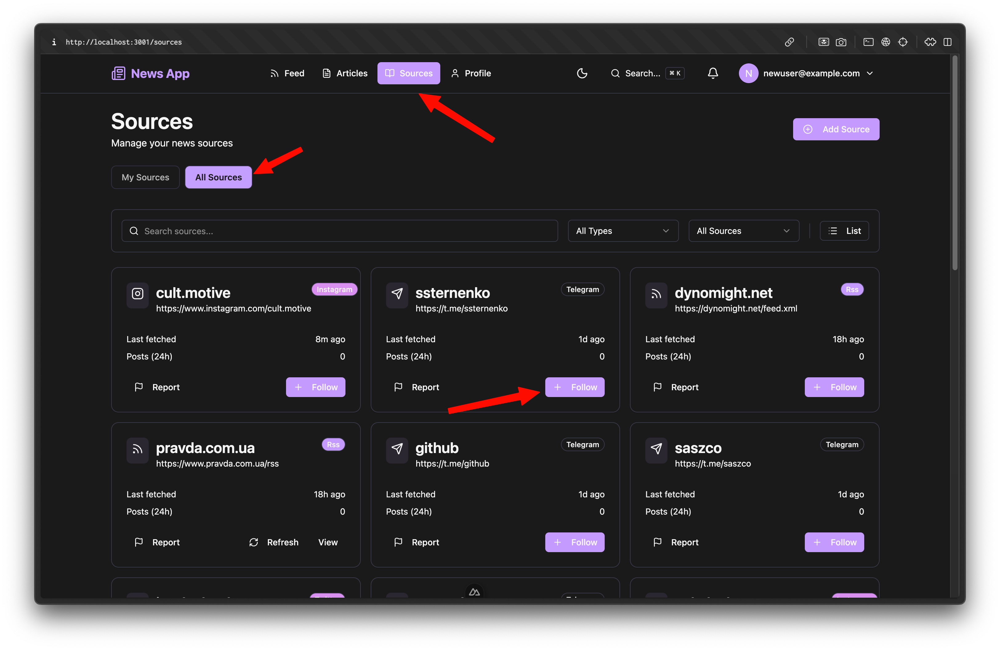 http://localhost:3001/sources
News App
Feed
Articles
Sources
Profile
Search... ⌘ K
N newuser@example.com
Sources
Manage your news sources
Add Source
My Sources
All Sources
Search sources...
All Types
All Sources
List
cult.motive
Instagram
https://www.instagram.com/cult.motive
Last fetched 8m ago
Posts (24h) 0
Report
Follow
ssternenko
Telegram
https://t.me/ssternenko
Last fetched 1d ago
Posts (24h) 0
Report
Follow
dynomight.net
Rss
https://dynomight.net/feed.xml
Last fetched 18h ago
Posts (24h) 0
Report
Follow
pravda.com.ua
Rss
https://www.pravda.com.ua/rss
Last fetched 18h ago
Posts (24h) 0
Report
Refresh
View
github
Telegram
https://t.me/github
Last fetched 1d ago
Posts (24h) 0
Report
Follow
saszco
Telegram
https://t.me/saszco
Last fetched 1d ago
Posts (24h) 0
Report
Follow